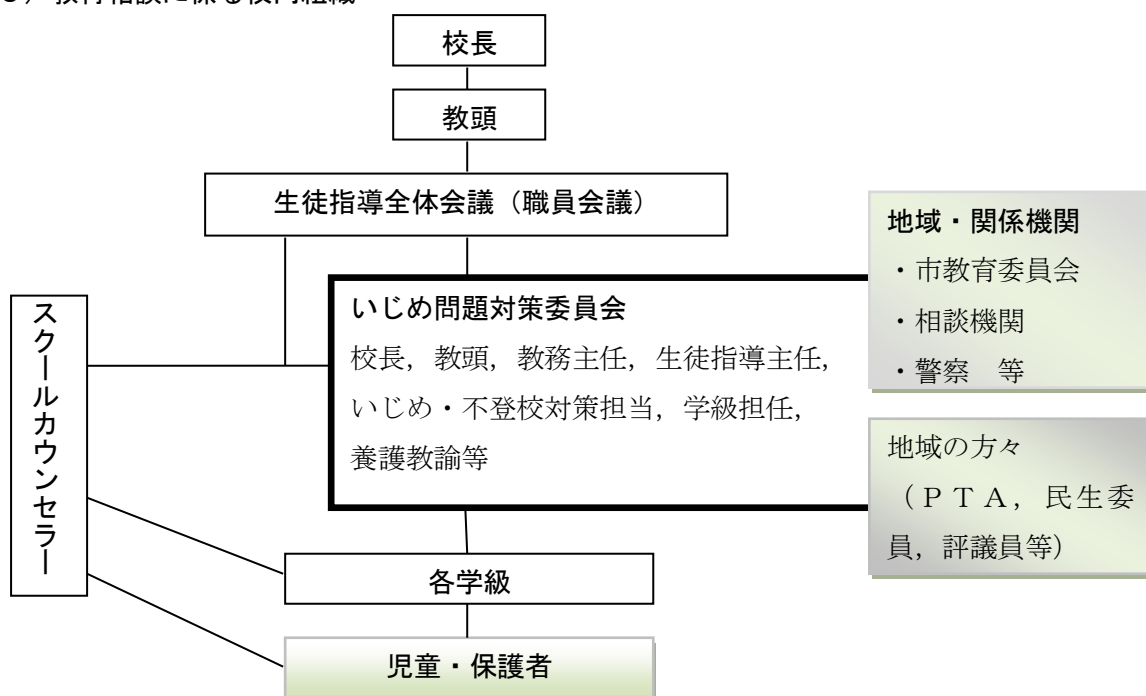 校長
教頭
生徒指導全体会議（職員会議）
地域・関係機関
・市教育委員会
・相談機関
・警察　等
スクールカウンセラー
いじめ問題対策委員会
校長，教頭，教務主任，生徒指導主任，
いじめ・不登校対策担当，学級担任，
養護教諭等
地域の方々
（ＰＴＡ，民生委
員，評議員等）
各学級
児童・保護者